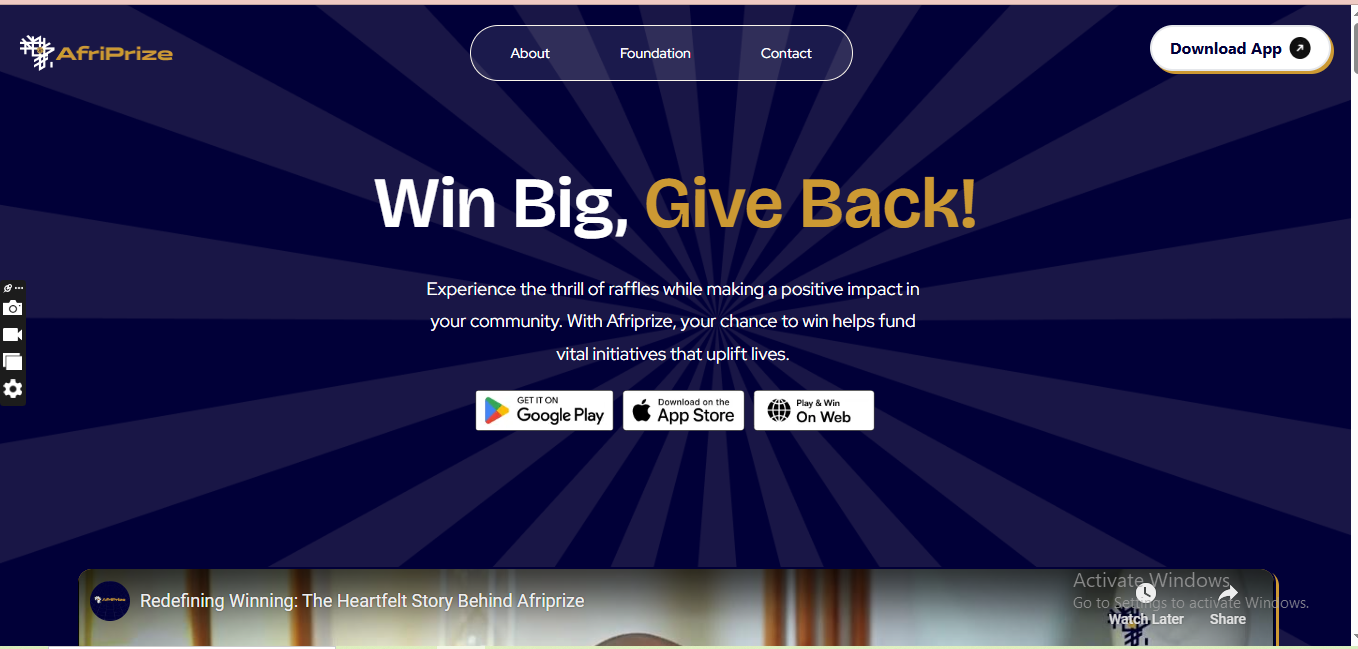 AfriPrize
About
Foundation
Contact
Download App
Win Big, Give Back!
Experience the thrill of raffles while making a positive impact in
your community. With Afriprize, your chance to win helps fund
vital initiatives that uplift lives.
GET IT ON
Google Play
Download on the
App Store
Play & Win
On Web
AfriPrize
Redefining Winning: The Heartfelt Story Behind Afriprize
Watch Later
Share
Activate Windows
Go to Settings to activate Windows.